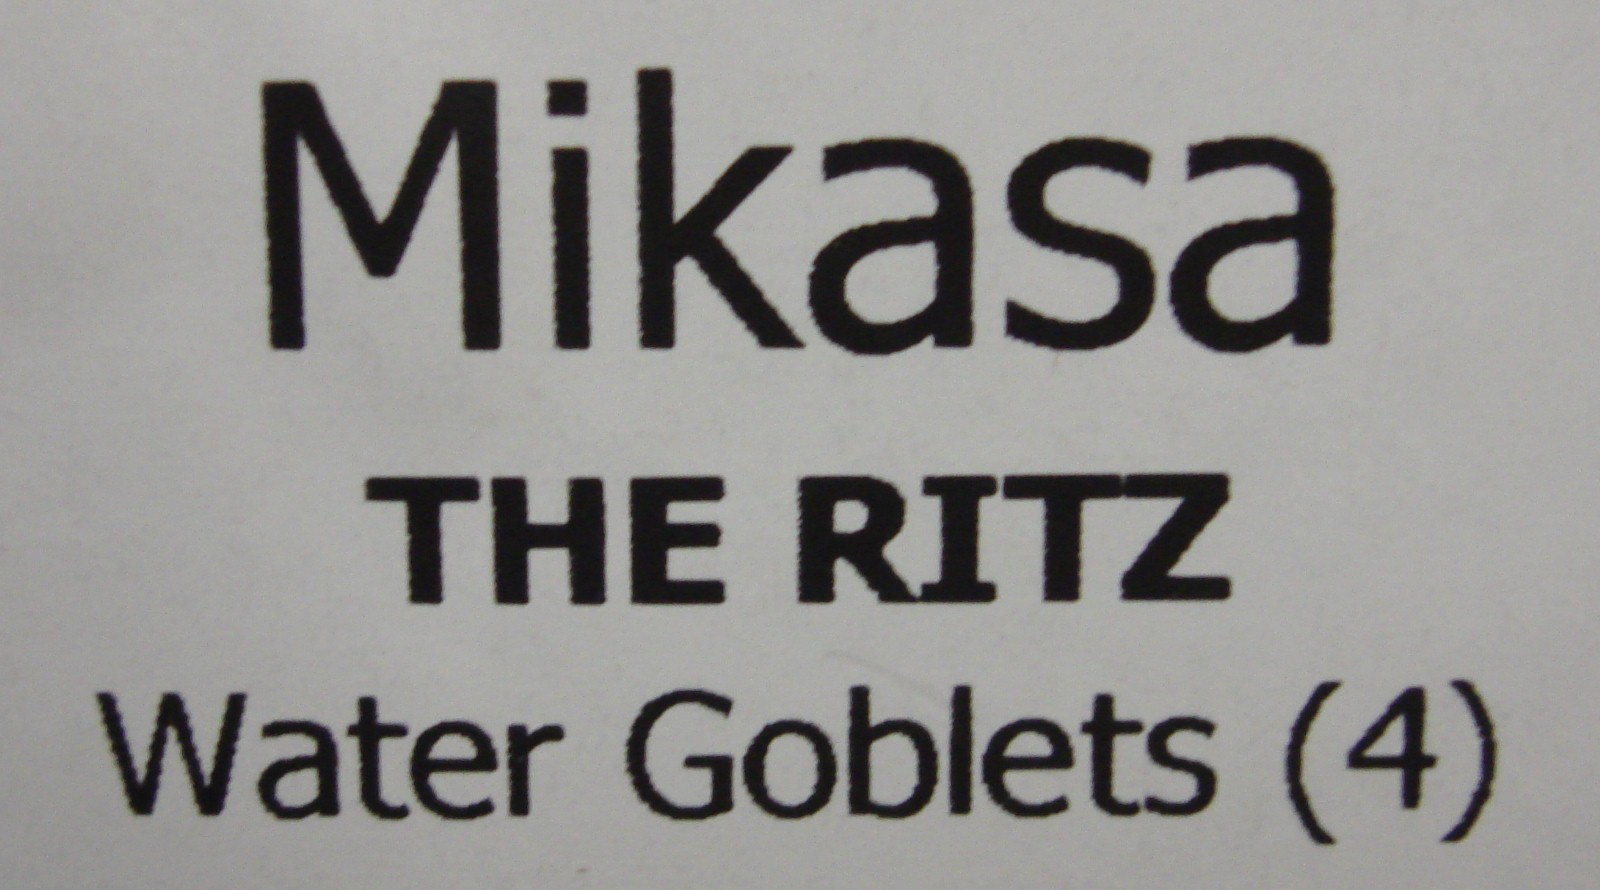 Mikasa
THE RITZ
Water Goblets (4)